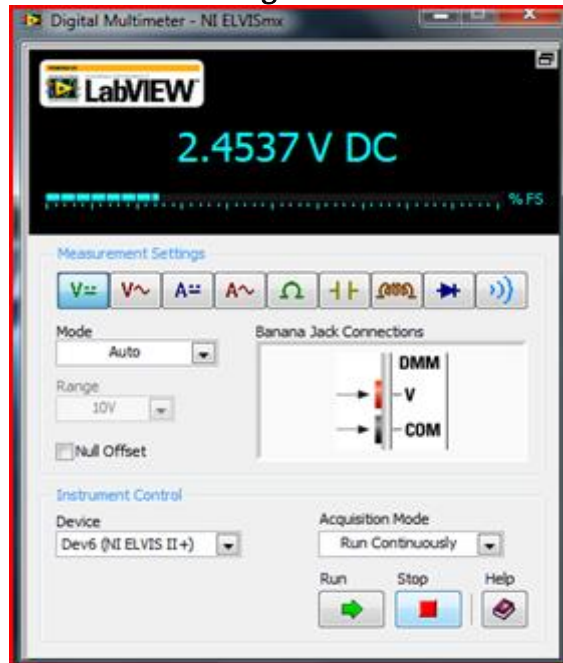 Digital Multimeter - NI ELVISmx
LabVIEW
2.4537 V DC
% FS
Measurement Settings
V V A A Ω
Mode
Auto
Banana Jack Connections
DMM
V
COM
Range
10V
Null Offset
Instrument Control
Device
Dev6 (NI ELVIS II+)
Acquisition Mode
Run Continuously
Run Stop Help